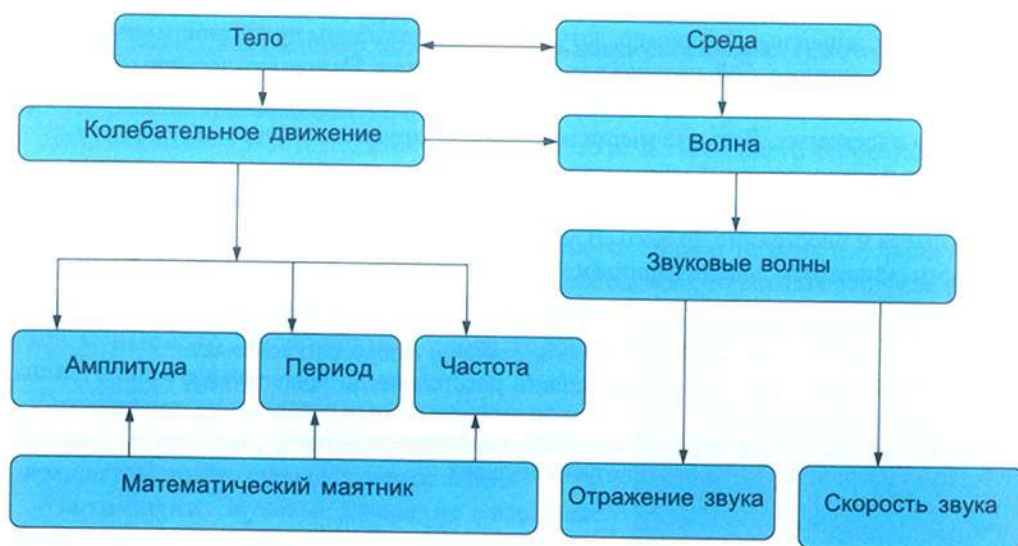 Тело
Среда
Колебательное движение
Волна
Звуковые волны
Амплитуда
Период
Частота
Математический маятник
Отражение звука
Скорость звука